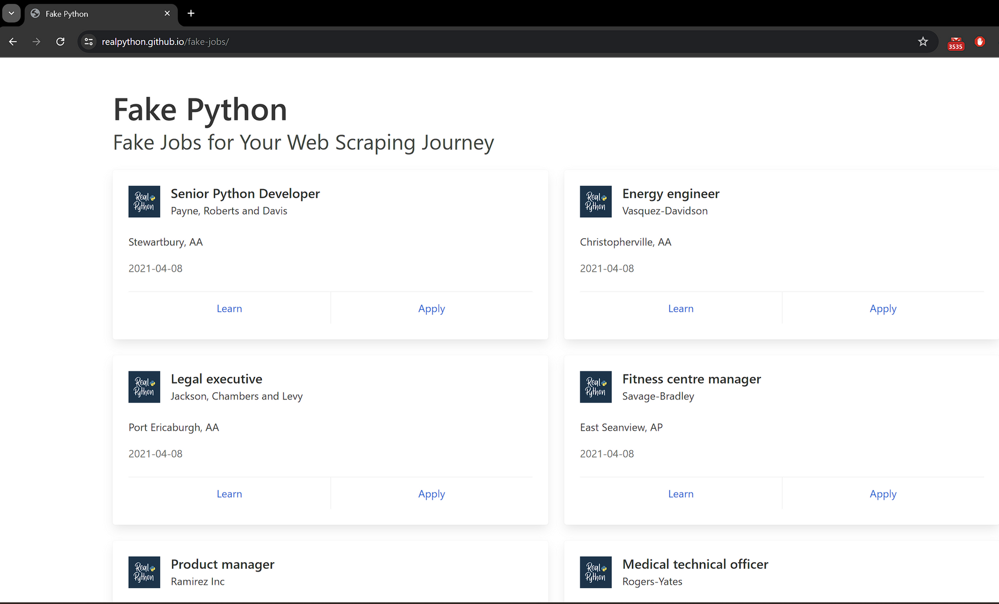 Fake Python
realpython.github.io/fake-jobs/
3535
Fake Python
Fake Jobs for Your Web Scraping Journey
Real Python
Senior Python Developer
Payne, Roberts and Davis
Stewartbury, AA
2021-04-08
Learn
Apply
Real Python
Energy engineer
Vasquez-Davidson
Christopherville, AA
2021-04-08
Learn
Apply
Real Python
Legal executive
Jackson, Chambers and Levy
Port Ericaburgh, AA
2021-04-08
Learn
Apply
Real Python
Fitness centre manager
Savage-Bradley
East Seanview, AP
2021-04-08
Learn
Apply
Real Python
Product manager
Ramirez Inc
Real Python
Medical technical officer
Rogers-Yates